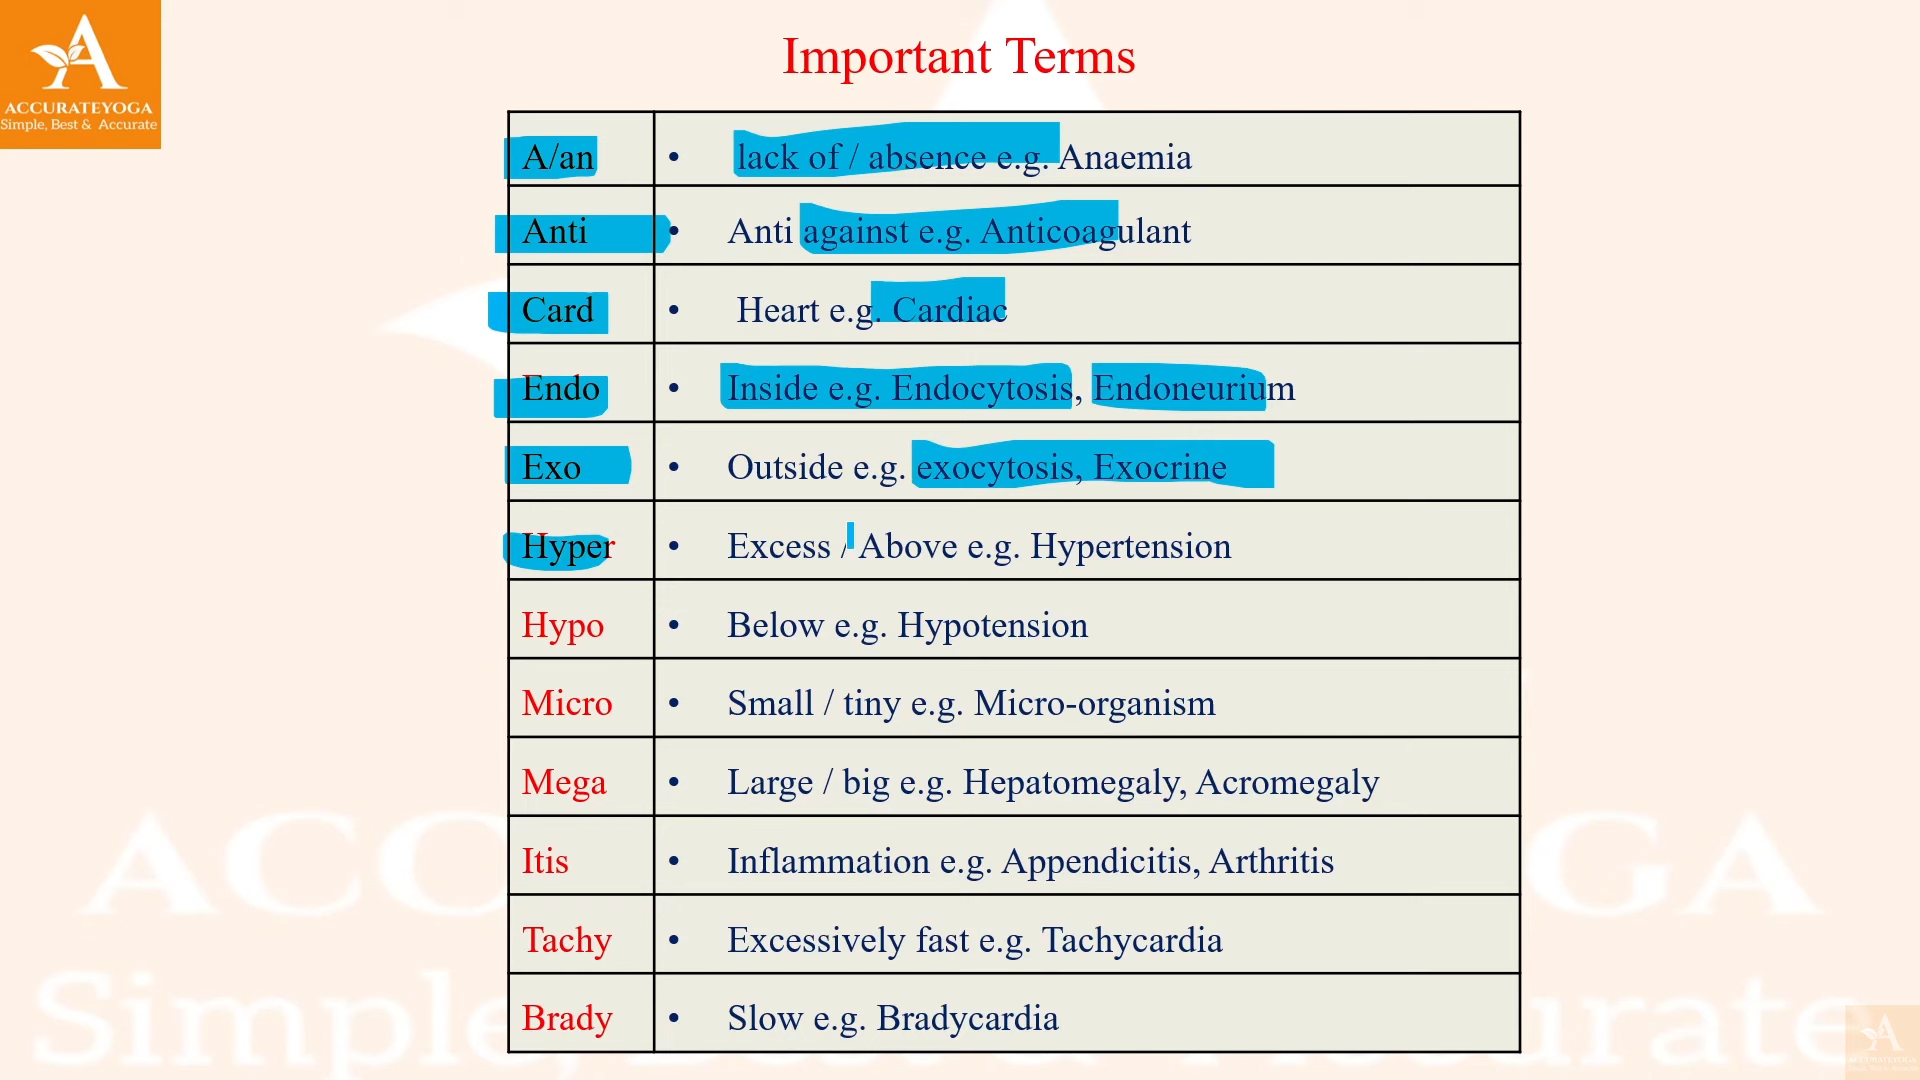 ACCURATEYOGA
Simple, Best & Accurate
Important Terms
A/an • lack of / absence e.g. Anaemia
Anti • Anti against e.g. Anticoagulant
Card • Heart e.g. Cardiac
Endo • Inside e.g. Endocytosis, Endoneurium
Exo • Outside e.g. exocytosis, Exocrine
Hyper • Excess / Above e.g. Hypertension
Hypo • Below e.g. Hypotension
Micro • Small / tiny e.g. Micro-organism
Mega • Large / big e.g. Hepatomegaly, Acromegaly
Itis • Inflammation e.g. Appendicitis, Arthritis
Tachy • Excessively fast e.g. Tachycardia
Brady • Slow e.g. Bradycardia